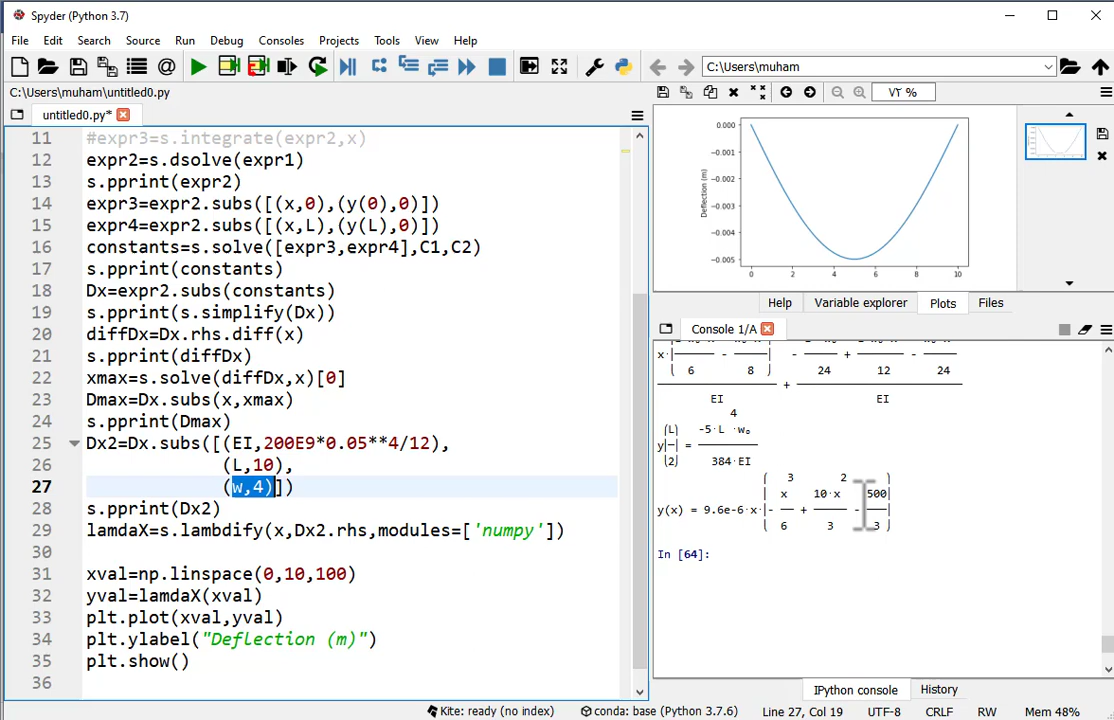 Spyder (Python 3.7)
File Edit Search Source Run Debug Consoles Projects Tools View Help
C:\Users\muham
C:\Users\muham\untitled0.py
untitled0.py*
11 #expr3=s.integrate(expr2,x)
12 expr2=s.dsolve(expr1)
13 s.pprint(expr2)
14 expr3=expr2.subs([(x,0),(y(0),0)])
15 expr4=expr2.subs([(x,L),(y(L),0)])
16 constants=s.solve([expr3,expr4],C1,C2)
17 s.pprint(constants)
18 Dx=expr2.subs(constants)
19 s.pprint(s.simplify(Dx))
20 diffDx=Dx.rhs.diff(x)
21 s.pprint(diffDx)
22 xmax=s.solve(diffDx,x)[0]
23 Dmax=Dx.subs(x,xmax)
24 s.pprint(Dmax)
25 Dx2=Dx.subs([(EI,200E9*0.05**4/12),
26 (L,10),
27 (w,4)])
28 s.pprint(Dx2)
29 lamdaX=s.lambdify(x,Dx2.rhs,modules=['numpy'])
30
31 xval=np.linspace(0,10,100)
32 yval=lamdaX(xval)
33 plt.plot(xval,yval)
34 plt.ylabel("Deflection (m)")
35 plt.show()
36
٧٢ %
0.000
−0.001
−0.002
−0.003
−0.004
−0.005
Deflection (m)
0 2 4 6 8 10
Help Variable explorer Plots Files
Console 1/A
x·| ─── - ─── | - ─── + ─── - ───
6 8 24 12 24
EI EI
4
⎛L⎞ -5·L ·w₀
y⎜─⎟ = ────────
⎝2⎠ 384·EI
3 2
x 10·x 500
y(x) = 9.6e-6·x·⎜- ── + ───── - ───⎟
6 3 3
In [64]:
IPython console History
Kite: ready (no index) conda: base (Python 3.7.6) Line 27, Col 19 UTF-8 CRLF RW Mem 48%